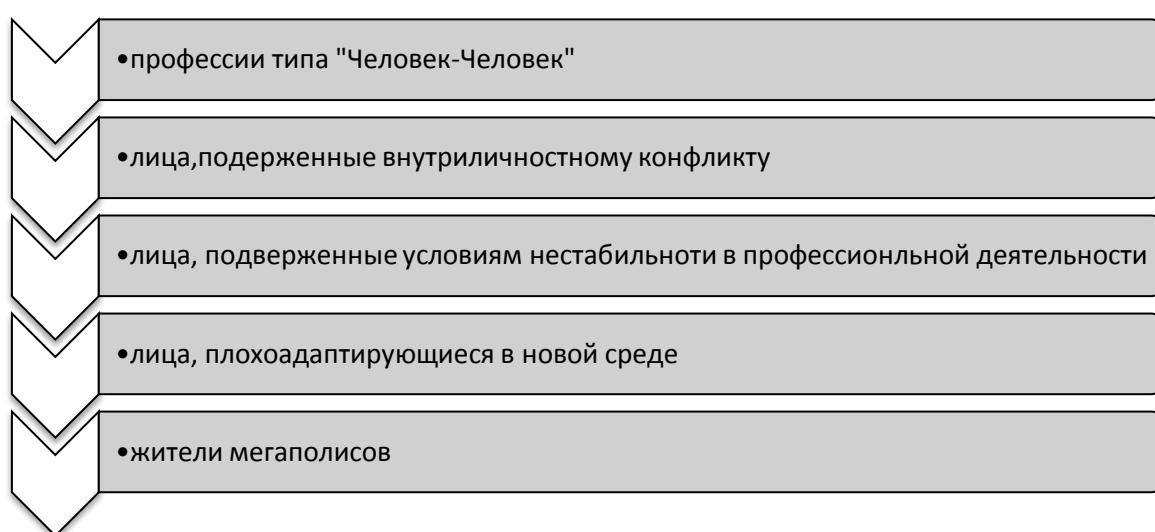 •профессии типа "Человек-Человек"
•лица,подерженные внутриличностному конфликту
•лица, подверженные условиям нестабильноти в профессионльной деятельности
•лица, плохоадаптирующиеся в новой среде
•жители мегаполисов